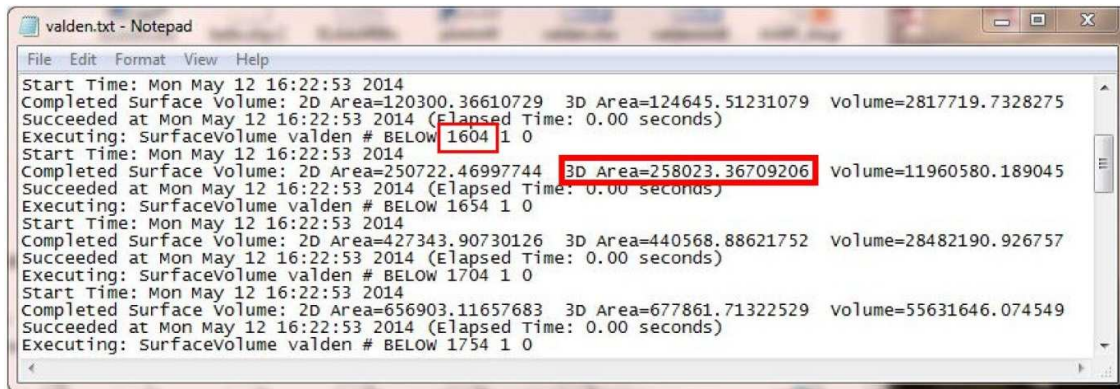 valden.txt - Notepad
File Edit Format View Help
Start Time: Mon May 12 16:22:53 2014
Completed Surface Volume: 2D Area=120300.36610729 3D Area=124645.51231079 Volume=2817719.7328275
Succeeded at Mon May 12 16:22:53 2014 (Elapsed Time: 0.00 seconds)
Executing: SurfaceVolume valden # BELOW 1604 1 0
Start Time: Mon May 12 16:22:53 2014
Completed Surface Volume: 2D Area=250722.46997744 3D Area=258023.36709206 Volume=11960580.189045
Succeeded at Mon May 12 16:22:53 2014 (Elapsed Time: 0.00 seconds)
Executing: SurfaceVolume valden # BELOW 1654 1 0
Start Time: Mon May 12 16:22:53 2014
Completed Surface Volume: 2D Area=427343.90730126 3D Area=440568.88621752 Volume=28482190.926757
Succeeded at Mon May 12 16:22:53 2014 (Elapsed Time: 0.00 seconds)
Executing: SurfaceVolume valden # BELOW 1704 1 0
Start Time: Mon May 12 16:22:53 2014
Completed Surface Volume: 2D Area=656903.11657683 3D Area=677861.71322529 Volume=55631646.074549
Succeeded at Mon May 12 16:22:53 2014 (Elapsed Time: 0.00 seconds)
Executing: SurfaceVolume valden # BELOW 1754 1 0